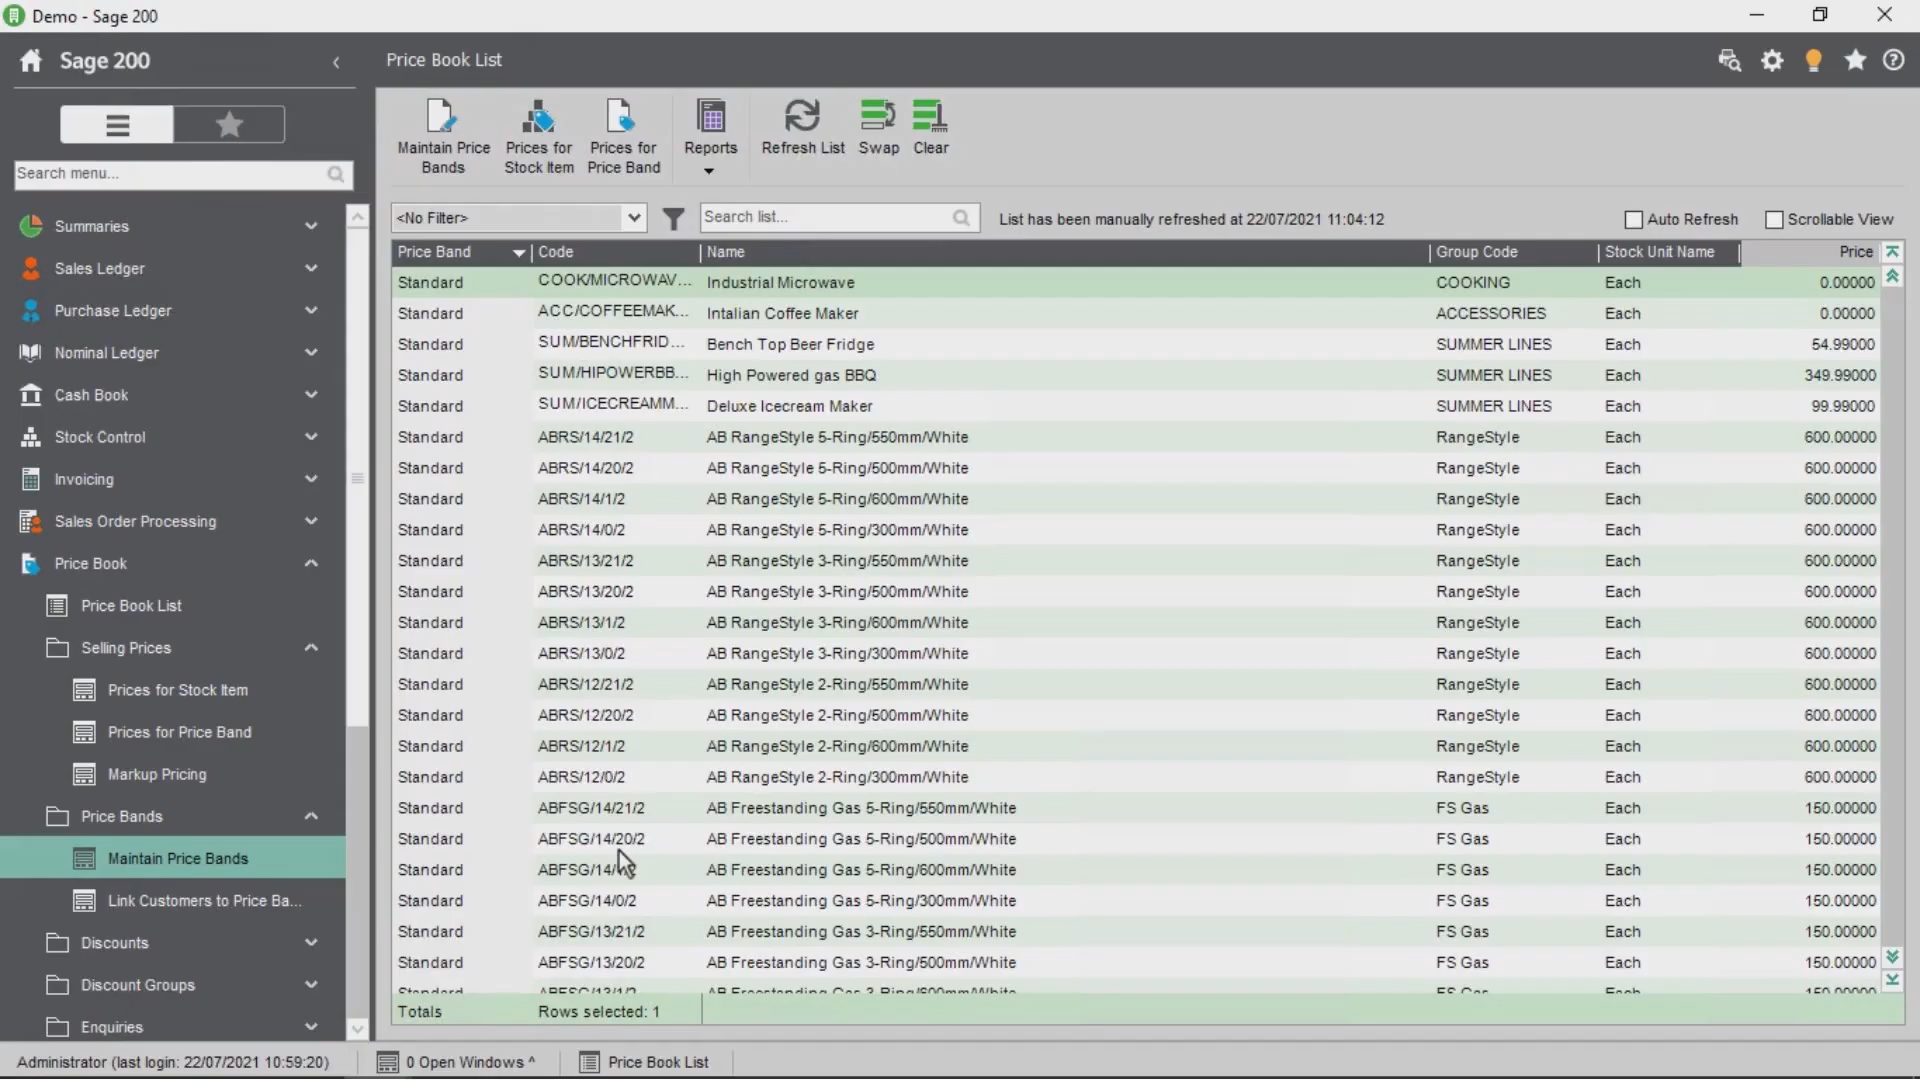 Demo - Sage 200
Sage 200
Price Book List
Maintain Price Bands
Prices for Stock Item
Prices for Price Band
Reports
Refresh List
Swap
Clear
Search menu...
<No Filter>
Search list...
List has been manually refreshed at 22/07/2021 11:04:12
Auto Refresh
Scrollable View
Summaries
Sales Ledger
Purchase Ledger
Nominal Ledger
Cash Book
Stock Control
Invoicing
Sales Order Processing
Price Book
Price Book List
Selling Prices
Prices for Stock Item
Prices for Price Band
Markup Pricing
Price Bands
Maintain Price Bands
Link Customers to Price Ba...
Discounts
Discount Groups
Enquiries
Price Band Code Name Group Code Stock Unit Name Price
Standard COOK/MICROWAV... Industrial Microwave COOKING Each 0.00000
Standard ACC/COFFEEMAK... Intalian Coffee Maker ACCESSORIES Each 0.00000
Standard SUM/BENCHFRID... Bench Top Beer Fridge SUMMER LINES Each 54.99000
Standard SUM/HIPOWERBB... High Powered gas BBQ SUMMER LINES Each 349.99000
Standard SUM/ICECREAMM... Deluxe Icecream Maker SUMMER LINES Each 99.99000
Standard ABRS/14/21/2 AB RangeStyle 5-Ring/550mm/White RangeStyle Each 600.00000
Standard ABRS/14/20/2 AB RangeStyle 5-Ring/500mm/White RangeStyle Each 600.00000
Standard ABRS/14/1/2 AB RangeStyle 5-Ring/600mm/White RangeStyle Each 600.00000
Standard ABRS/14/0/2 AB RangeStyle 5-Ring/300mm/White RangeStyle Each 600.00000
Standard ABRS/13/21/2 AB RangeStyle 3-Ring/550mm/White RangeStyle Each 600.00000
Standard ABRS/13/20/2 AB RangeStyle 3-Ring/500mm/White RangeStyle Each 600.00000
Standard ABRS/13/1/2 AB RangeStyle 3-Ring/600mm/White RangeStyle Each 600.00000
Standard ABRS/13/0/2 AB RangeStyle 3-Ring/300mm/White RangeStyle Each 600.00000
Standard ABRS/12/21/2 AB RangeStyle 2-Ring/550mm/White RangeStyle Each 600.00000
Standard ABRS/12/20/2 AB RangeStyle 2-Ring/500mm/White RangeStyle Each 600.00000
Standard ABRS/12/1/2 AB RangeStyle 2-Ring/600mm/White RangeStyle Each 600.00000
Standard ABRS/12/0/2 AB RangeStyle 2-Ring/300mm/White RangeStyle Each 600.00000
Standard ABFSG/14/21/2 AB Freestanding Gas 5-Ring/550mm/White FS Gas Each 150.00000
Standard ABFSG/14/20/2 AB Freestanding Gas 5-Ring/500mm/White FS Gas Each 150.00000
Standard AB Freestanding Gas 5-Ring/600mm/White FS Gas Each 150.00000
Standard ABFSG/14/0/2 AB Freestanding Gas 5-Ring/300mm/White FS Gas Each 150.00000
Standard ABFSG/13/21/2 AB Freestanding Gas 3-Ring/550mm/White FS Gas Each 150.00000
Standard ABFSG/13/20/2 AB Freestanding Gas 3-Ring/500mm/White FS Gas Each 150.00000
Standard ABFSG/13/1/2 AB Freestanding Gas 3-Ring/600mm/White FS Gas Each 150.00000
Totals Rows selected: 1
Administrator (last login: 22/07/2021 10:59:20)
0 Open Windows ^
Price Book List